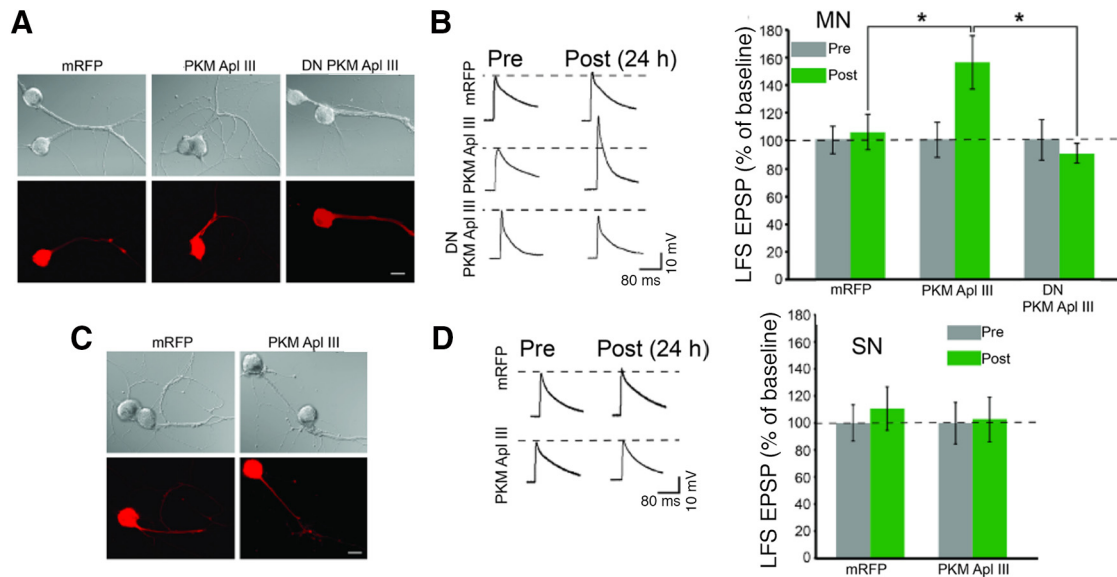 A
mRFP
PKM Apl III
DN PKM Apl III
B
Pre
Post (24 h)
mRFP
PKM Apl III
DN
PKM Apl III
80 ms
10 mV
LFS EPSP (% of baseline)
180
160
140
120
100
80
60
40
20
0
MN
Pre
Post
*
*
mRFP
PKM Apl III
DN
PKM Apl III
C
mRFP
PKM Apl III
D
Pre
Post (24 h)
mRFP
PKM Apl III
80 ms
10 mV
LFS EPSP (% of baseline)
180
160
140
120
100
80
60
40
20
0
SN
Pre
Post
mRFP
PKM Apl III